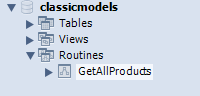 classicmodels
Tables
Views
Routines
GetAllProducts